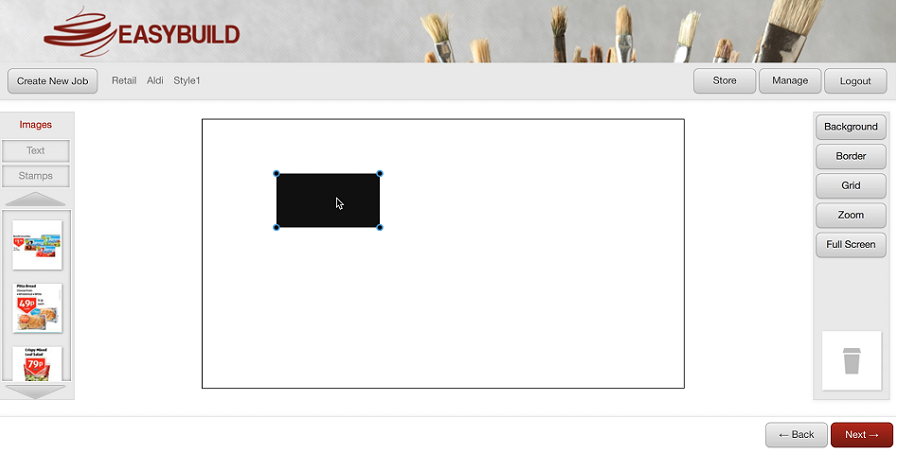 EASYBUILD
Create New Job
Retail Aldi Style1
Store
Manage
Logout
Images
Text
Stamps
Pitta Bread
49p
Crispy Mixed
Leaf Salad
79p
Background
Border
Grid
Zoom
Full Screen
← Back
Next →